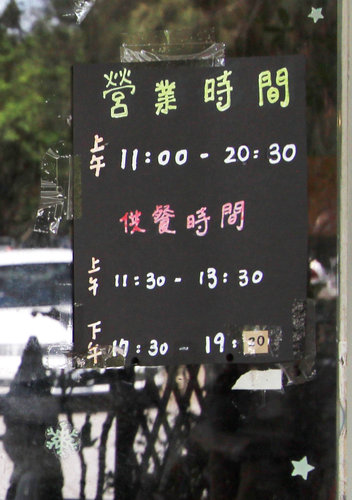 營業時間
上午 11:00 - 20:30
供餐時間
上午 11:30 - 13:30
下午 17:30 - 19:20